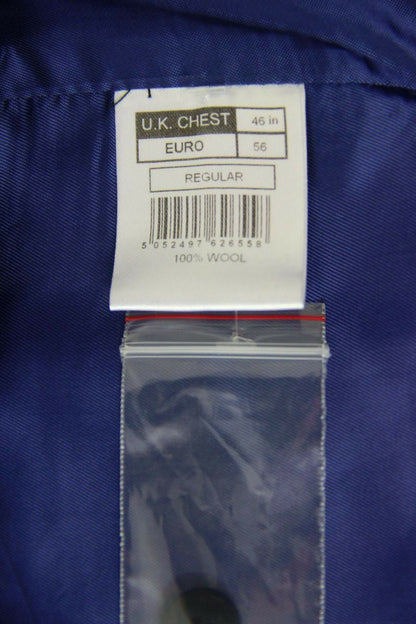 U.K. CHEST 46 in
EURO 56
REGULAR
5 052497 626558
100% WOOL